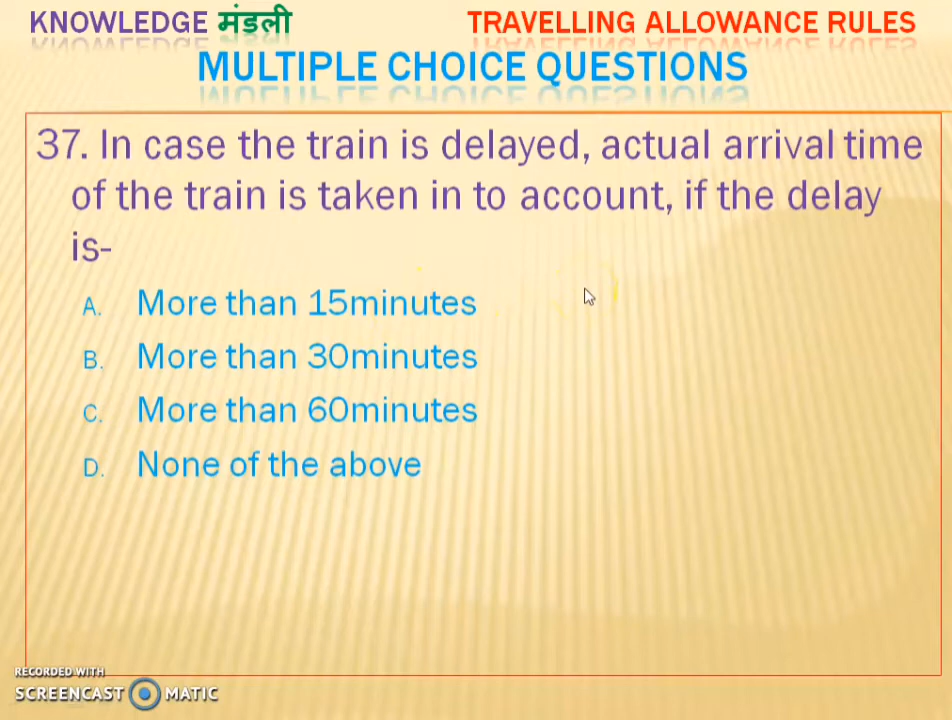 KNOWLEDGE मंडली
TRAVELLING ALLOWANCE RULES
MULTIPLE CHOICE QUESTIONS
37. In case the train is delayed, actual arrival time
of the train is taken in to account, if the delay
is-
A. More than 15minutes
B. More than 30minutes
C. More than 60minutes
D. None of the above
RECORDED WITH
SCREENCAST MATIC